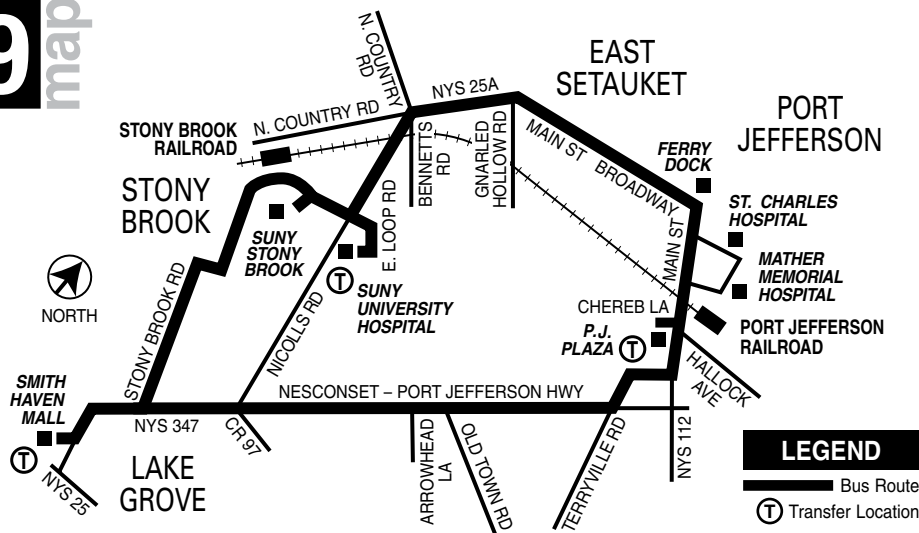 9
map
N. COUNTRY
RD
NYS 25A
EAST
SETAUKET
PORT
JEFFERSON
N. COUNTRY RD
STONY BROOK
RAILROAD
BENNETTS
RD
GNARLED
HOLLOW RD
MAIN ST
BROADWAY
FERRY
DOCK
STONY
BROOK
ST. CHARLES
HOSPITAL
SUNY
STONY
BROOK
E. LOOP RD
MAIN ST
MATHER
MEMORIAL
HOSPITAL
NORTH
STONY BROOK RD
NICOLLS RD
T
SUNY
UNIVERSITY
HOSPITAL
CHEREB LA
P.J.
PLAZA
T
PORT JEFFERSON
RAILROAD
HALLOCK
AVE
SMITH
HAVEN
MALL
NESCONSET – PORT JEFFERSON HWY
NYS 347
CR 97
T
NYS 25
LAKE
GROVE
ARROWHEAD
LA
OLD TOWN RD
TERRYVILLE RD
NYS 112
LEGEND
Bus Route
T Transfer Location